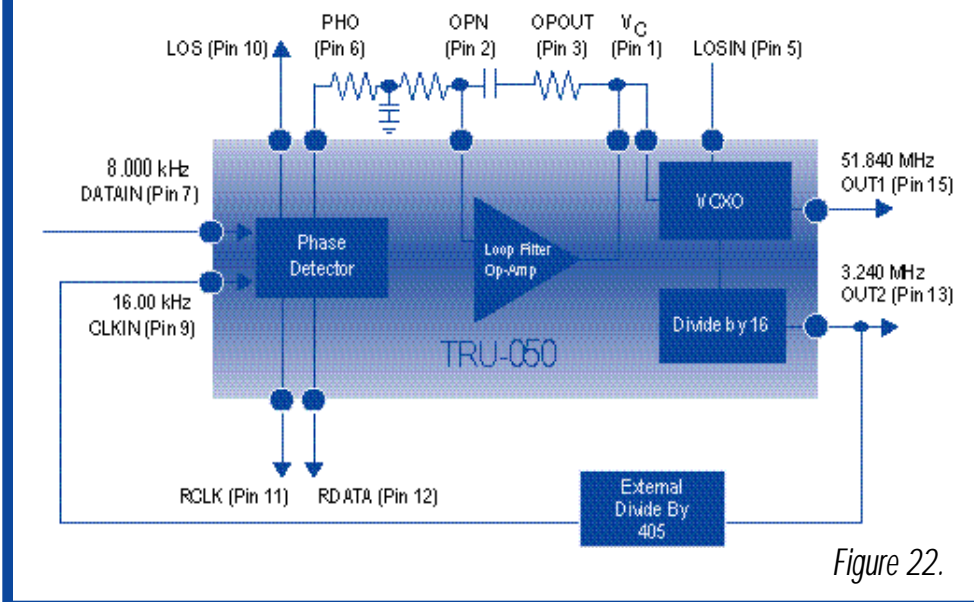 PHO
(Pin 6)
OPN
(Pin 2)
OPOUT
(Pin 3)
VC
(Pin 1)
LOS (Pin 10)
LOSIN (Pin 5)
8.000 kHz
DATAIN (Pin 7)
51.840 MHz
OUT1 (Pin 15)
VCXO
Phase
Detector
Loop Filter
Op-Amp
16.00 kHz
CLKIN (Pin 9)
3.240 MHz
OUT2 (Pin 13)
Divide by 16
TRU-050
RCLK (Pin 11)
RDATA (Pin 12)
External
Divide By
405
Figure 22.